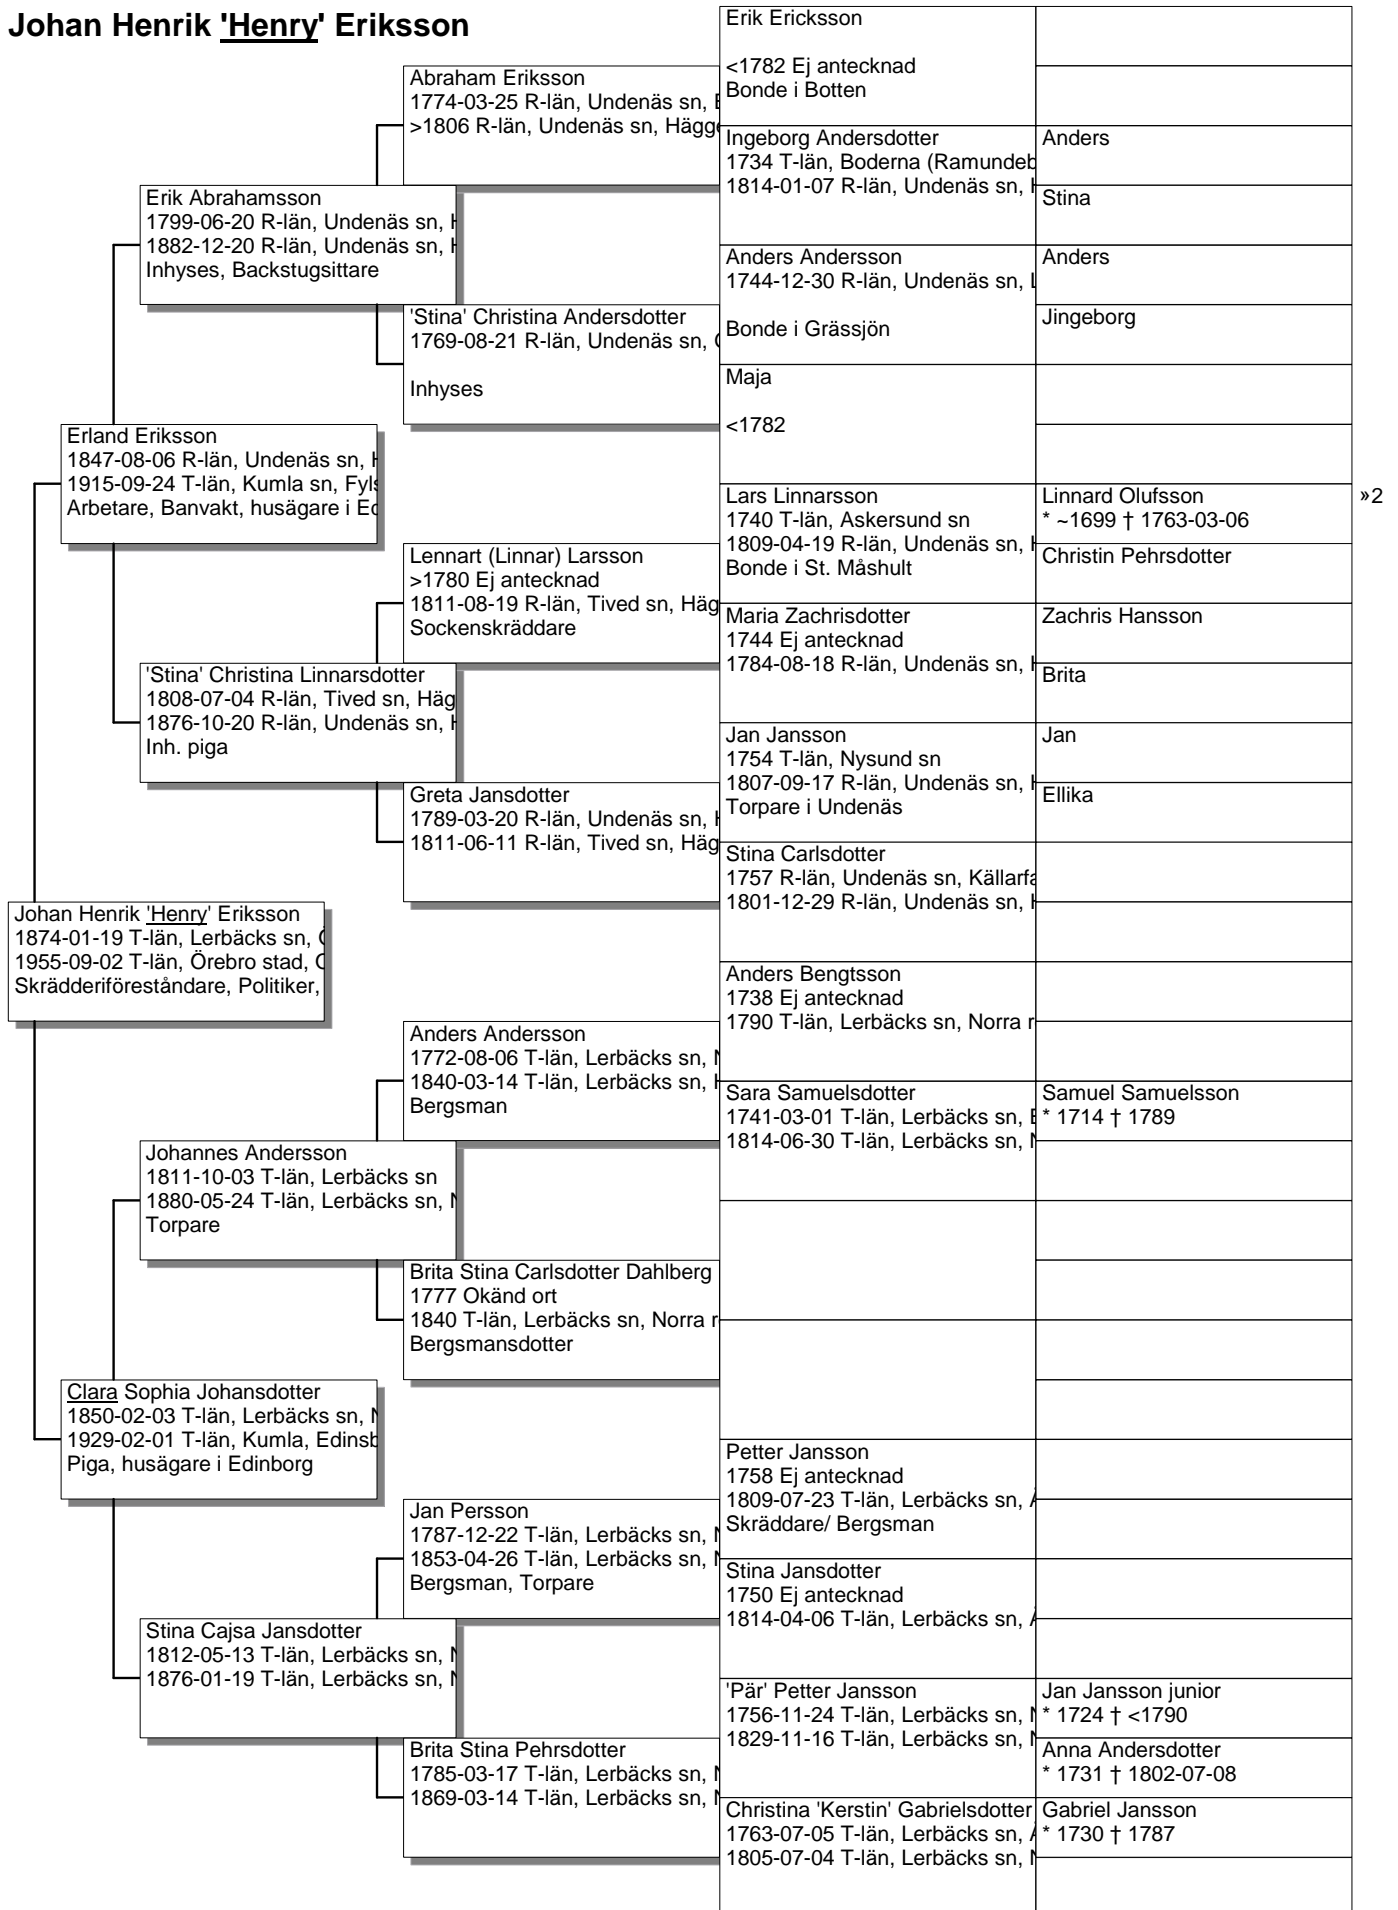 Johan Henrik 'Henry' Eriksson
Johan Henrik 'Henry' Eriksson
1874-01-19 T-län, Lerbäcks sn,
1955-09-02 T-län, Örebro stad,
Skrädderiföreståndare, Politiker,
Erland Eriksson
1847-08-06 R-län, Undenäs sn,
1915-09-24 T-län, Kumla sn, Fyls
Arbetare, Banvakt, husägare i Ed
Clara Sophia Johansdotter
1850-02-03 T-län, Lerbäcks sn,
1929-02-01 T-län, Kumla, Edinsb
Piga, husägare i Edinborg
Erik Abrahamsson
1799-06-20 R-län, Undenäs sn,
1882-12-20 R-län, Undenäs sn,
Inhyses, Backstugsittare
'Stina' Christina Linnarsdotter
1808-07-04 R-län, Tived sn, Häg
1876-10-20 R-län, Undenäs sn,
Inh. piga
Johannes Andersson
1811-10-03 T-län, Lerbäcks sn
1880-05-24 T-län, Lerbäcks sn,
Torpare
Stina Cajsa Jansdotter
1812-05-13 T-län, Lerbäcks sn,
1876-01-19 T-län, Lerbäcks sn,
Abraham Eriksson
1774-03-25 R-län, Undenäs sn,
>1806 R-län, Undenäs sn, Hägge
'Stina' Christina Andersdotter
1769-08-21 R-län, Undenäs sn,
Inhyses
Lennart (Linnar) Larsson
>1780 Ej antecknad
1811-08-19 R-län, Tived sn, Häg
Sockenskräddare
Greta Jansdotter
1789-03-20 R-län, Undenäs sn,
1811-06-11 R-län, Tived sn, Häg
Anders Andersson
1772-08-06 T-län, Lerbäcks sn,
1840-03-14 T-län, Lerbäcks sn,
Bergsman
Brita Stina Carlsdotter Dahlberg
1777 Okänd ort
1840 T-län, Lerbäcks sn, Norra r
Bergsmansdotter
Jan Persson
1787-12-22 T-län, Lerbäcks sn,
1853-04-26 T-län, Lerbäcks sn,
Bergsman, Torpare
Brita Stina Pehrsdotter
1785-03-17 T-län, Lerbäcks sn,
1869-03-14 T-län, Lerbäcks sn,
Erik Ericksson
<1782 Ej antecknad
Bonde i Botten
Ingeborg Andersdotter
1734 T-län, Boderna (Ramundeb
1814-01-07 R-län, Undenäs sn,
Anders Andersson
1744-12-30 R-län, Undenäs sn,
Bonde i Grässjön
Maja
<1782
Lars Linnarsson
1740 T-län, Askersund sn
1809-04-19 R-län, Undenäs sn,
Bonde i St. Måshult
Maria Zachrisdotter
1744 Ej antecknad
1784-08-18 R-län, Undenäs sn,
Jan Jansson
1754 T-län, Nysund sn
1807-09-17 R-län, Undenäs sn,
Torpare i Undenäs
Stina Carlsdotter
1757 R-län, Undenäs sn, Källarfa
1801-12-29 R-län, Undenäs sn,
Anders Bengtsson
1738 Ej antecknad
1790 T-län, Lerbäcks sn, Norra r
Sara Samuelsdotter
1741-03-01 T-län, Lerbäcks sn,
1814-06-30 T-län, Lerbäcks sn,
Petter Jansson
1758 Ej antecknad
1809-07-23 T-län, Lerbäcks sn,
Skräddare/ Bergsman
Stina Jansdotter
1750 Ej antecknad
1814-04-06 T-län, Lerbäcks sn,
'Pär' Petter Jansson
1756-11-24 T-län, Lerbäcks sn,
1829-11-16 T-län, Lerbäcks sn,
Christina 'Kerstin' Gabrielsdotter
1763-07-05 T-län, Lerbäcks sn,
1805-07-04 T-län, Lerbäcks sn,
Anders
Stina
Anders
Jingeborg
Linnard Olufsson
* ~1699 † 1763-03-06
»2
Christin Pehrsdotter
Zachris Hansson
Brita
Jan
Ellika
Samuel Samuelsson
* 1714 † 1789
Jan Jansson junior
* 1724 † <1790
Anna Andersdotter
* 1731 † 1802-07-08
Gabriel Jansson
* 1730 † 1787